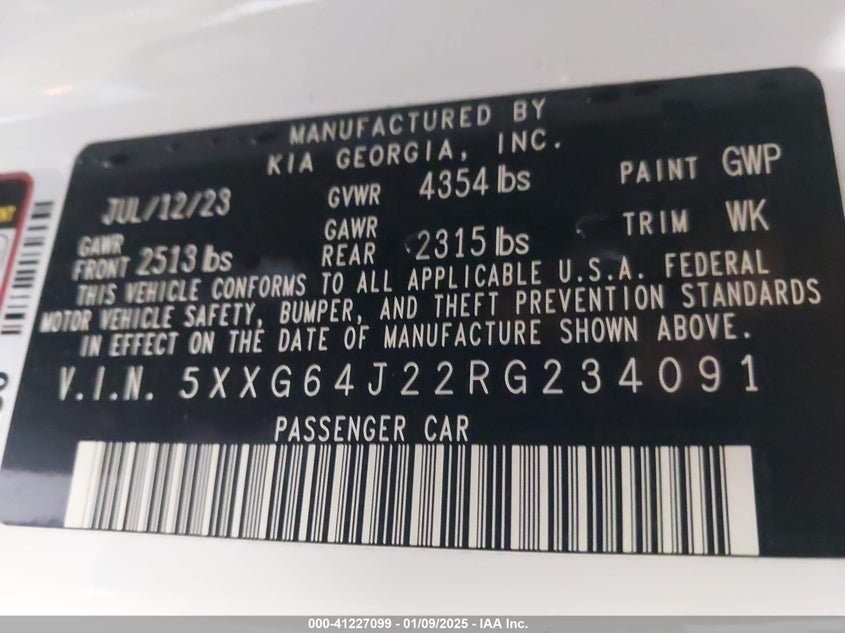 MANUFACTURED BY
KIA GEORGIA, INC.
JUL/12/23 GVWR 4354 lbs PAINT GWP
GAWR FRONT 2513 lbs GAWR REAR 2315 lbs TRIM WK
THIS VEHICLE CONFORMS TO ALL APPLICABLE U.S.A. FEDERAL
MOTOR VEHICLE SAFETY, BUMPER, AND THEFT PREVENTION STANDARDS
IN EFFECT ON THE DATE OF MANUFACTURE SHOWN ABOVE.
V.I.N. 5XXG64J22RG234091
PASSENGER CAR
000-41227099 — 01/09/2025 — IAA Inc.